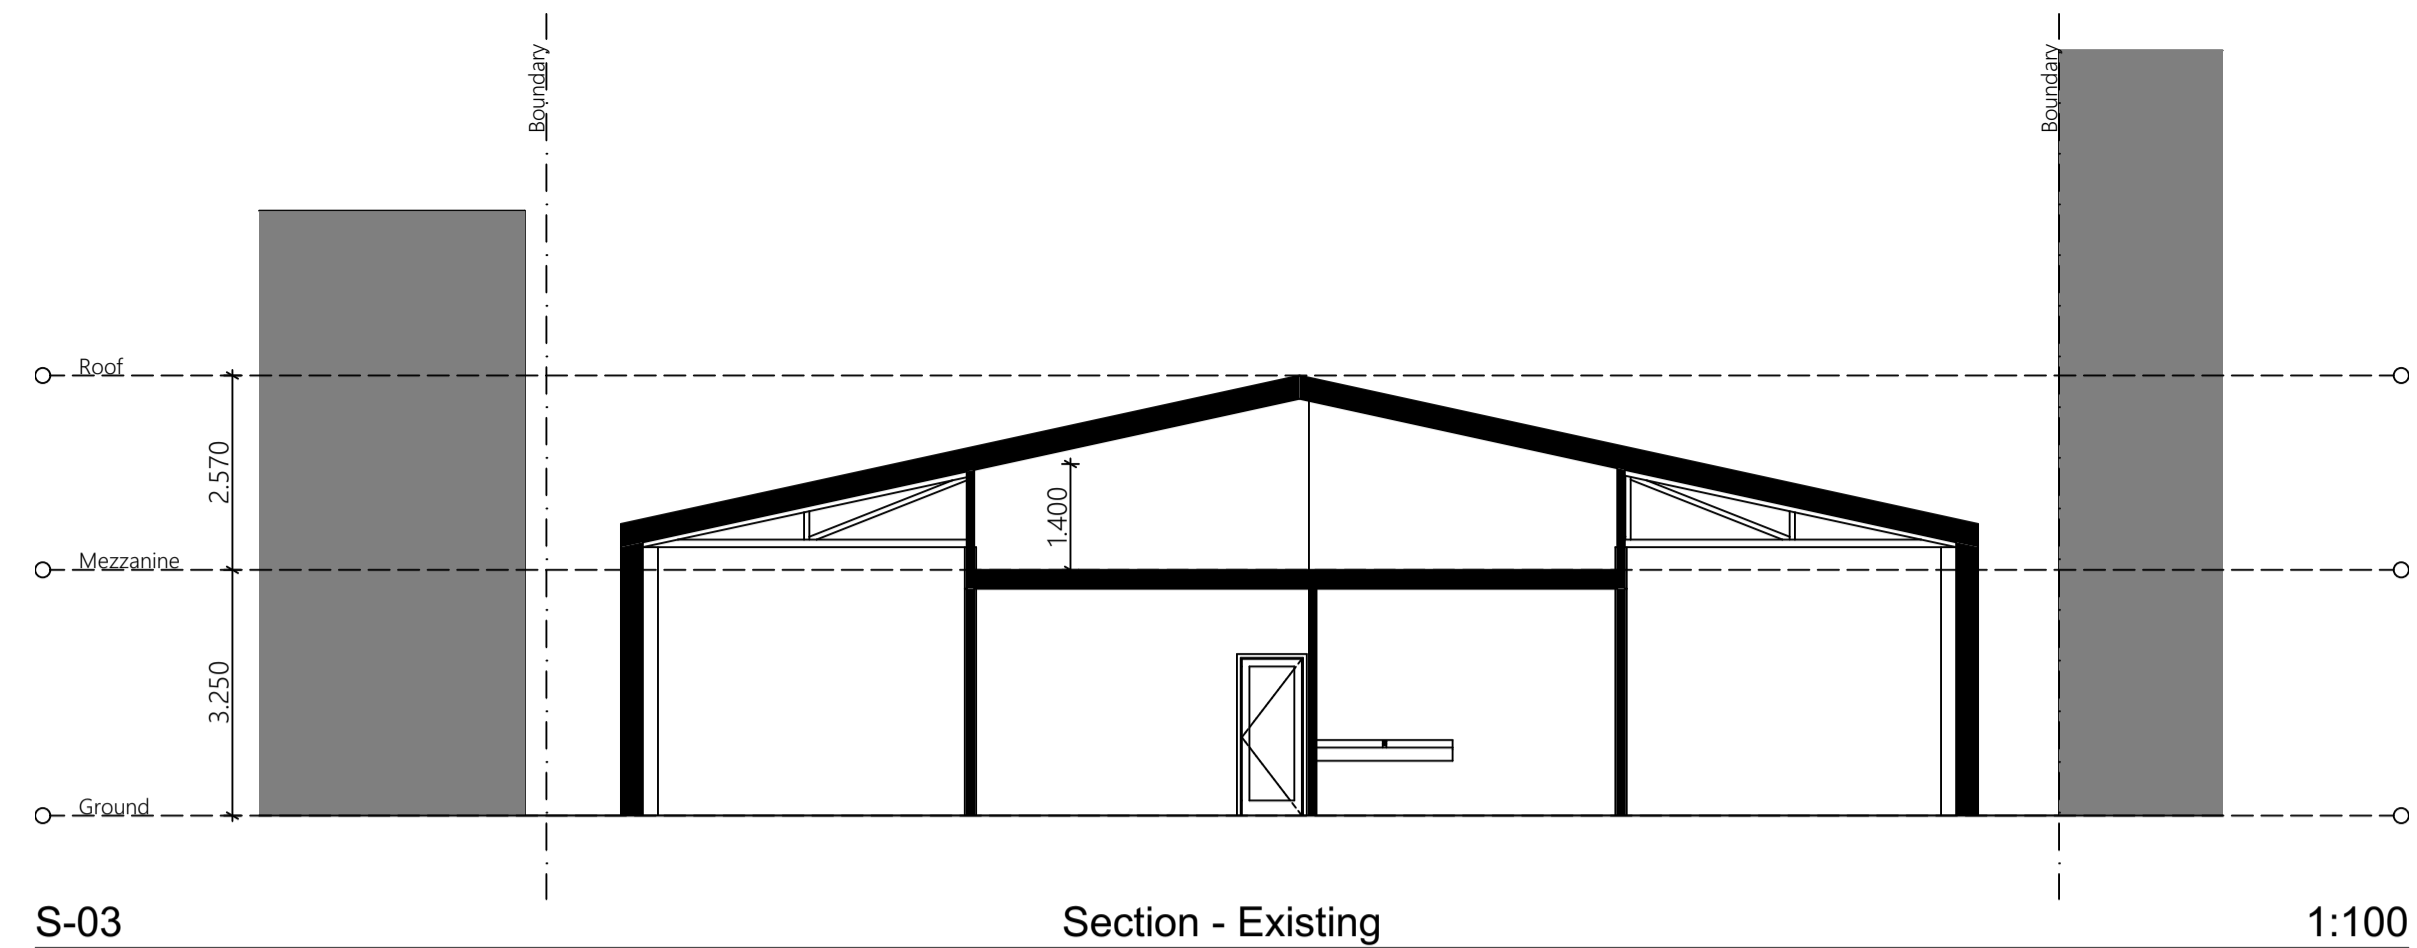 Boundary
Boundary
Roof
2.570
1.400
Mezzanine
3.250
Ground
S-03
Section - Existing
1:100